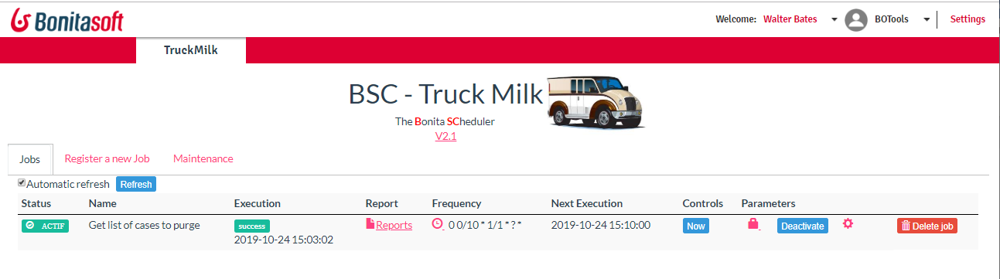 Bonitasoft
Welcome: Walter Bates BOTools Settings
TruckMilk
BSC - Truck Milk
The Bonita SCheduler
V2.1
Jobs Register a new Job Maintenance
Automatic refresh Refresh
Status Name Execution Report Frequency Next Execution Controls Parameters
ACTIF Get list of cases to purge success Reports 0 0/10 * 1/1 * ? * 2019-10-24 15:10:00 Now Deactivate Delete job
2019-10-24 15:03:02